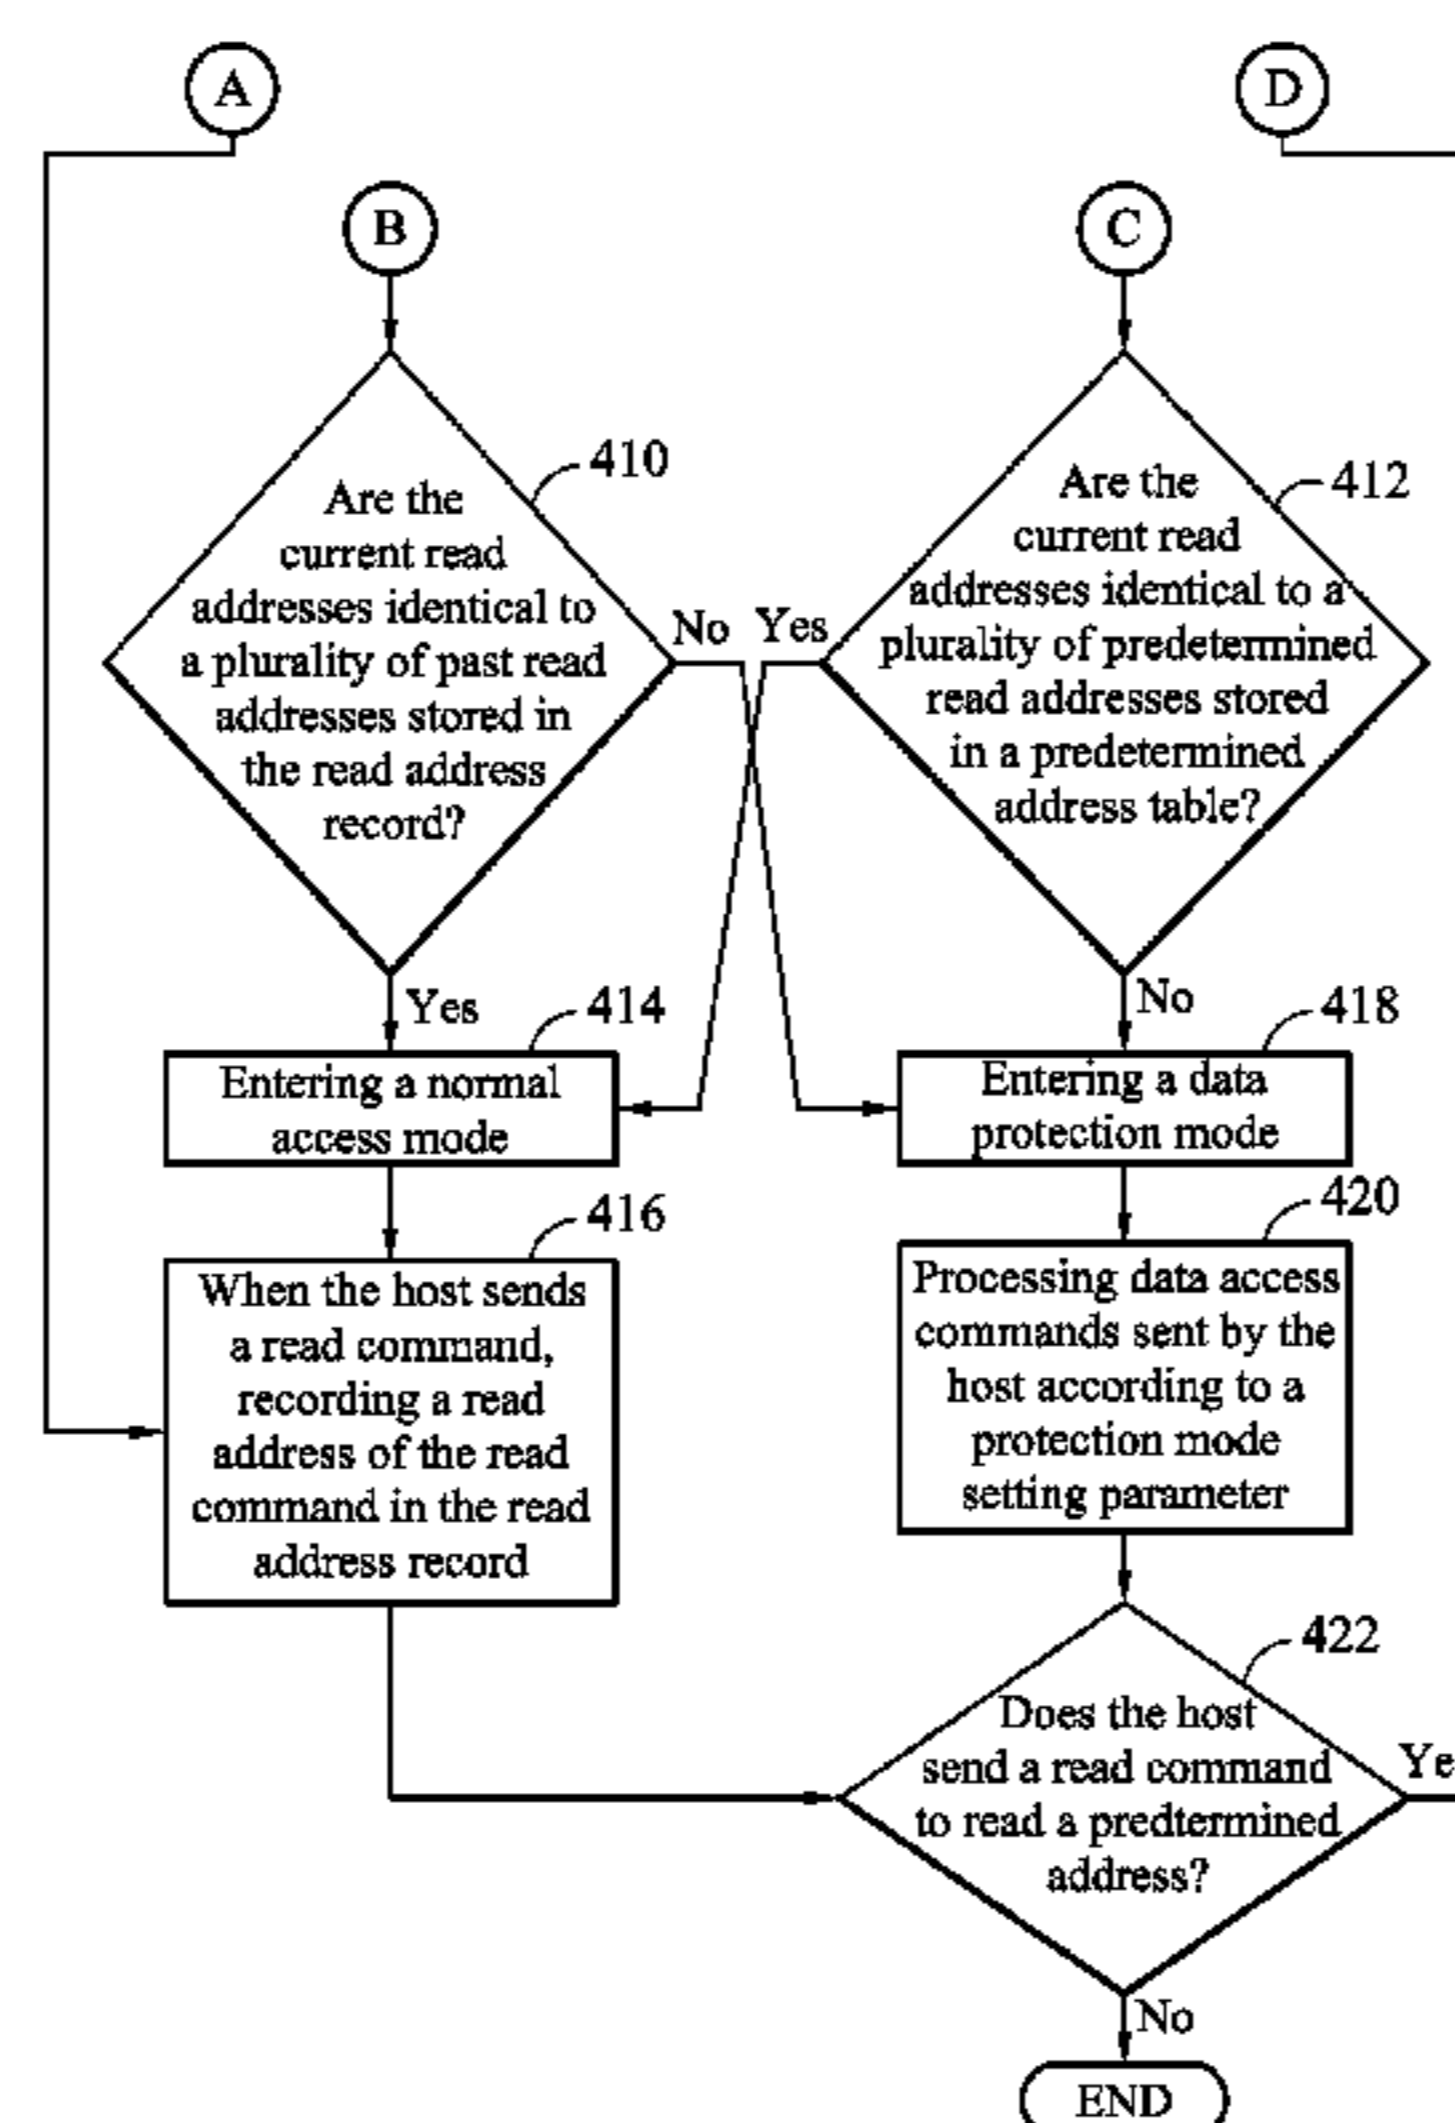 A
D
B
C
410
Are the
current read
addresses identical to
a plurality of past read
addresses stored in
the read address
record?
No
Yes
412
Are the
current read
addresses identical to a
plurality of predetermined
read addresses stored
in a predetermined
address table?
Yes
414
Entering a normal
access mode
No
418
Entering a data
protection mode
416
When the host sends
a read command,
recording a read
address of the read
command in the read
address record
420
Processing data access
commands sent by the
host according to a
protection mode
setting parameter
422
Does the host
send a read command
to read a predtermined
address?
Ye
No
END